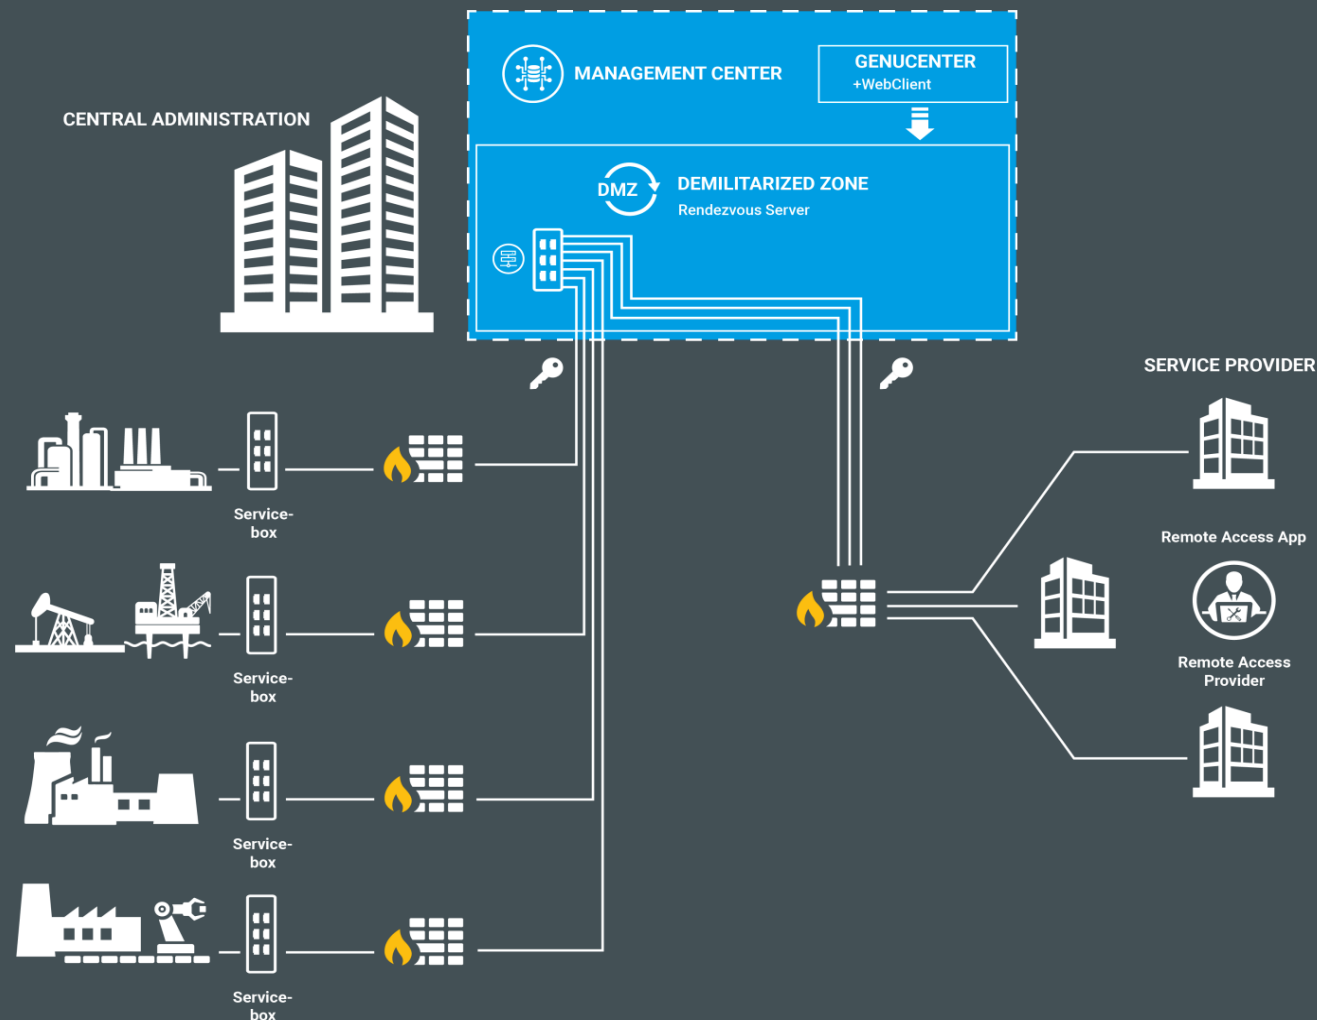 CENTRAL ADMINISTRATION
MANAGEMENT CENTER
GENUCENTER
+WebClient
DMZ
DEMILITARIZED ZONE
Rendezvous Server
SERVICE PROVIDER
Service-
box
Remote Access App
Service-
box
Remote Access
Provider
Service-
box
Service-
box